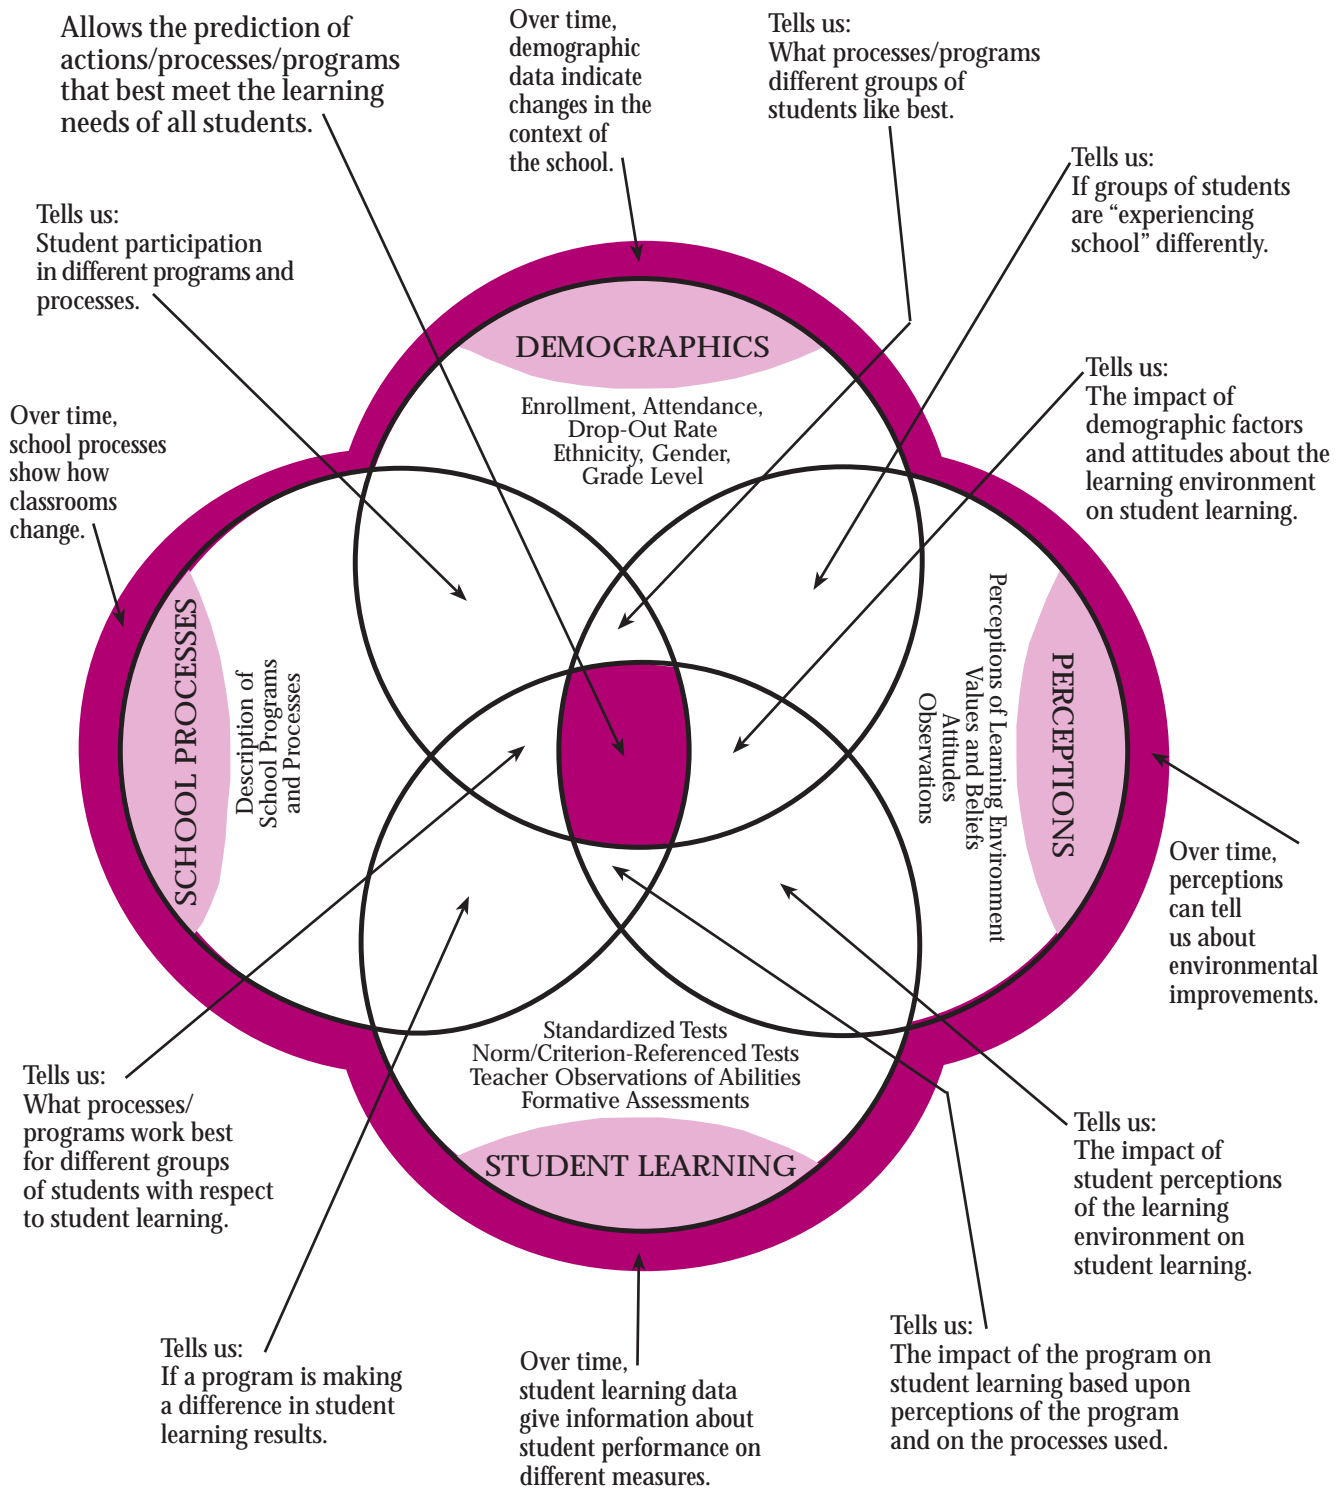 Allows the prediction of
actions/processes/programs
that best meet the learning
needs of all students.
Over time,
demographic
data indicate
changes in the
context of
the school.
Tells us:
What processes/programs
different groups of
students like best.
Tells us:
If groups of students
are “experiencing
school” differently.
Tells us:
Student participation
in different programs and
processes.
Tells us:
The impact of
demographic factors
and attitudes about the
learning environment
on student learning.
Over time,
school processes
show how
classrooms
change.
DEMOGRAPHICS
Enrollment, Attendance,
Drop-Out Rate
Ethnicity, Gender,
Grade Level
SCHOOL PROCESSES
Description of
School Programs
and Processes
PERCEPTIONS
Perceptions of Learning Environment
Values and Beliefs
Attitudes
Observations
Over time,
perceptions
can tell
us about
environmental
improvements.
Standardized Tests
Norm/Criterion-Referenced Tests
Teacher Observations of Abilities
Formative Assessments
STUDENT LEARNING
Tells us:
What processes/
programs work best
for different groups
of students with respect
to student learning.
Tells us:
The impact of
student perceptions
of the learning
environment on
student learning.
Tells us:
If a program is making
a difference in student
learning results.
Over time,
student learning data
give information about
student performance on
different measures.
Tells us:
The impact of the program on
student learning based upon
perceptions of the program
and on the processes used.